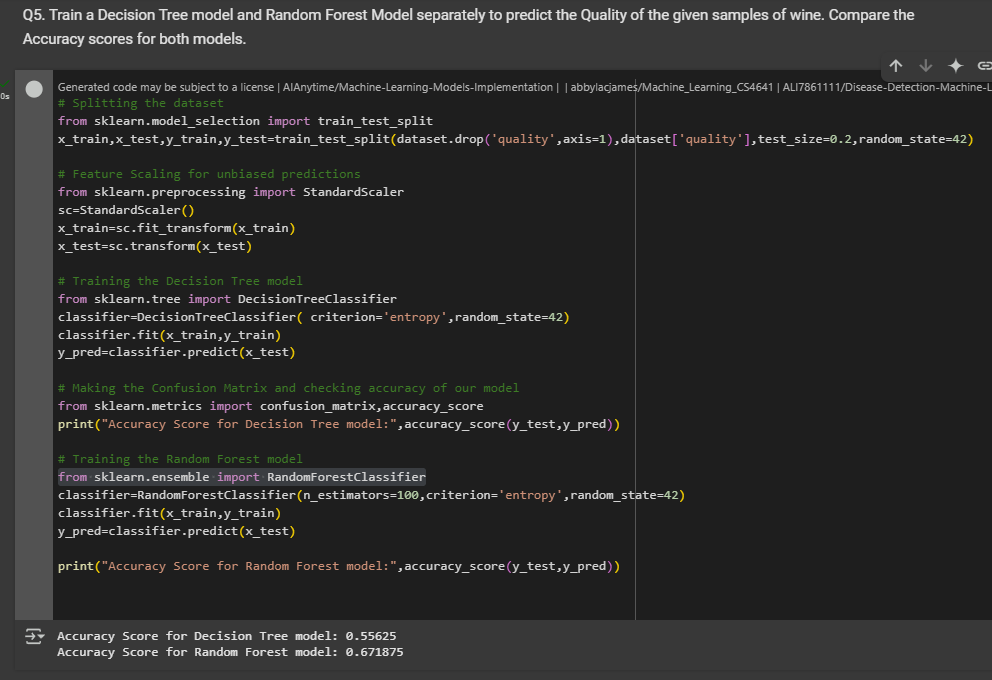 Q5. Train a Decision Tree model and Random Forest Model separately to predict the Quality of the given samples of wine. Compare the
Accuracy scores for both models.
0s
Generated code may be subject to a license | AIAnytime/Machine-Learning-Models-Implementation | | abbylacjames/Machine_Learning_CS4641 | ALI7861111/Disease-Detection-Machine-L
# Splitting the dataset
from sklearn.model_selection import train_test_split
x_train,x_test,y_train,y_test=train_test_split(dataset.drop('quality',axis=1),dataset['quality'],test_size=0.2,random_state=42)
# Feature Scaling for unbiased predictions
from sklearn.preprocessing import StandardScaler
sc=StandardScaler()
x_train=sc.fit_transform(x_train)
x_test=sc.transform(x_test)
# Training the Decision Tree model
from sklearn.tree import DecisionTreeClassifier
classifier=DecisionTreeClassifier( criterion='entropy',random_state=42)
classifier.fit(x_train,y_train)
y_pred=classifier.predict(x_test)
# Making the Confusion Matrix and checking accuracy of our model
from sklearn.metrics import confusion_matrix,accuracy_score
print("Accuracy Score for Decision Tree model:",accuracy_score(y_test,y_pred))
# Training the Random Forest model
from sklearn.ensemble import RandomForestClassifier
classifier=RandomForestClassifier(n_estimators=100,criterion='entropy',random_state=42)
classifier.fit(x_train,y_train)
y_pred=classifier.predict(x_test)
print("Accuracy Score for Random Forest model:",accuracy_score(y_test,y_pred))
Accuracy Score for Decision Tree model: 0.55625
Accuracy Score for Random Forest model: 0.671875